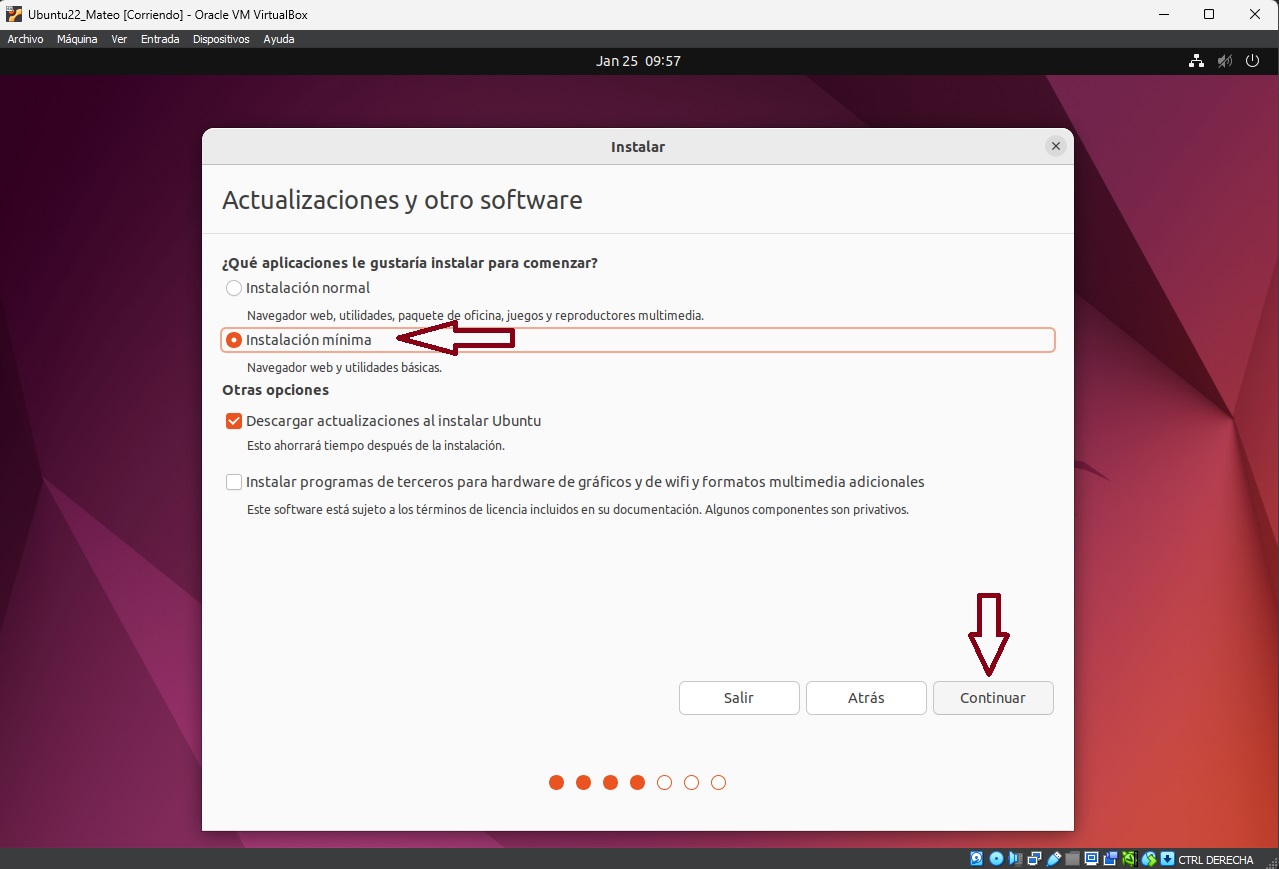 Ubuntu22_Mateo [Corriendo] - Oracle VM VirtualBox
Archivo Máquina Ver Entrada Dispositivos Ayuda
Jan 25 09:57
Instalar
Actualizaciones y otro software
¿Qué aplicaciones le gustaría instalar para comenzar?
Instalación normal
Navegador web, utilidades, paquete de oficina, juegos y reproductores multimedia.
Instalación mínima
Navegador web y utilidades básicas.
Otras opciones
Descargar actualizaciones al instalar Ubuntu
Esto ahorrará tiempo después de la instalación.
Instalar programas de terceros para hardware de gráficos y de wifi y formatos multimedia adicionales
Este software está sujeto a los términos de licencia incluidos en su documentación. Algunos componentes son privativos.
Salir Atrás Continuar
CTRL DERECHA